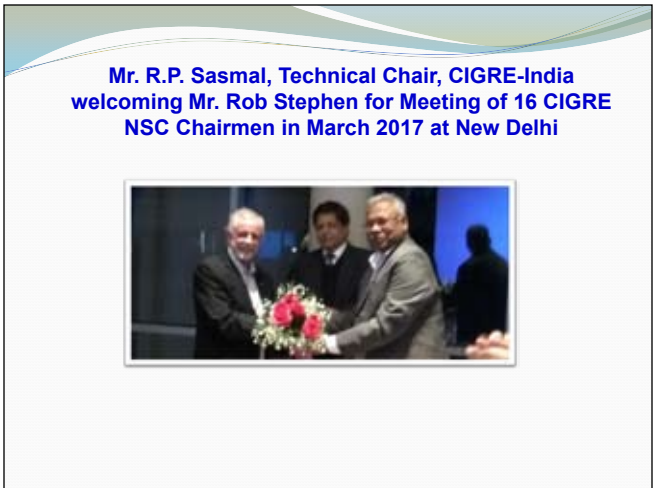 Mr. R.P. Sasmal, Technical Chair, CIGRE-India
welcoming Mr. Rob Stephen for Meeting of 16 CIGRE
NSC Chairmen in March 2017 at New Delhi